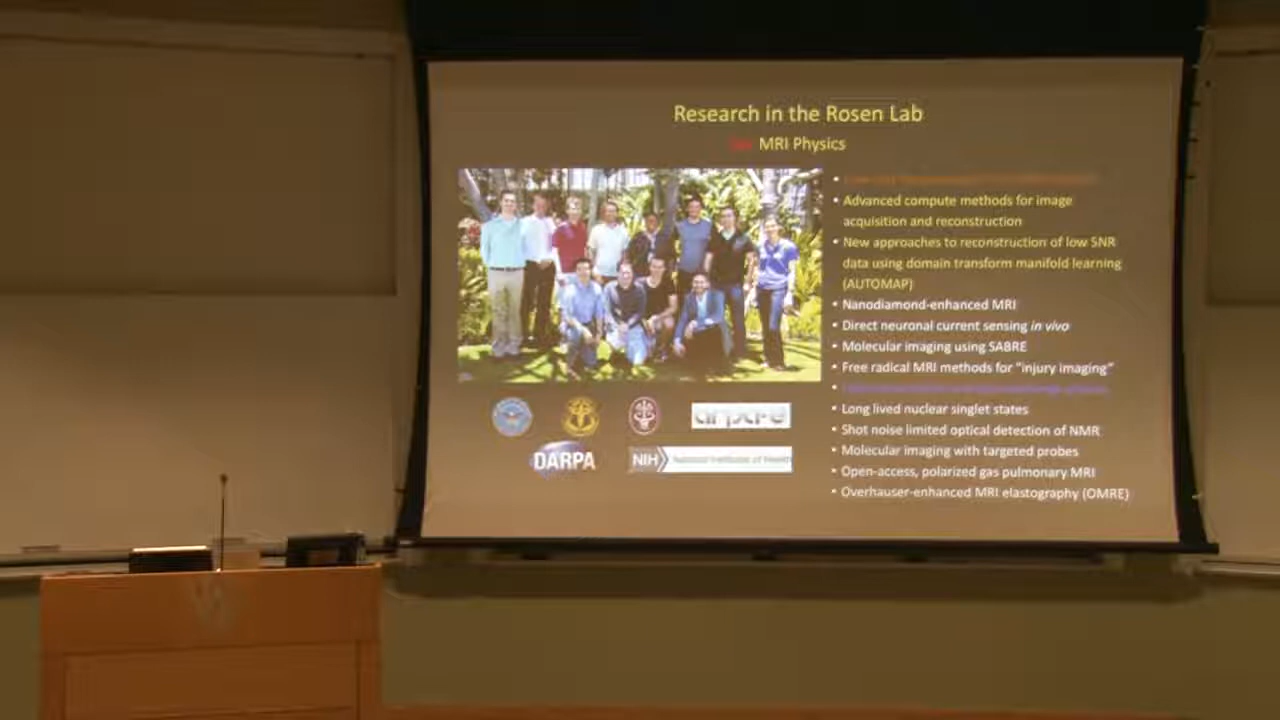 Research in the Rosen Lab
MRI Physics
• Advanced compute methods for image
acquisition and reconstruction
• New approaches to reconstruction of low SNR
data using domain transform manifold learning
(AUTOMAP)
• Nanodiamond-enhanced MRI
• Direct neuronal current sensing in vivo
• Molecular imaging using SABRE
• Free radical MRI methods for "injury imaging"
• Long lived nuclear singlet states
• Shot noise limited optical detection of NMR
• Molecular imaging with targeted probes
• Open-access, polarized gas pulmonary MRI
• Overhauser-enhanced MRI elastography (OMRE)
DARPA
NIH National Institutes of Health